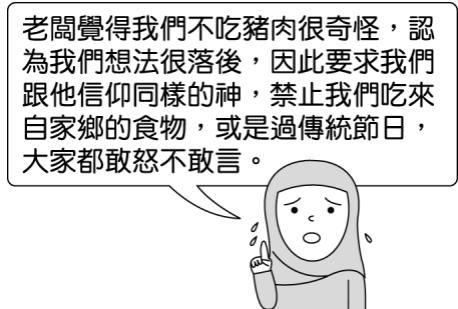 老闆覺得我們不吃豬肉很奇怪，認
為我們想法很落後，因此要求我們
跟他信仰同樣的神，禁止我們吃來
自家鄉的食物，或是過傳統節日，
大家都敢怒不敢言。